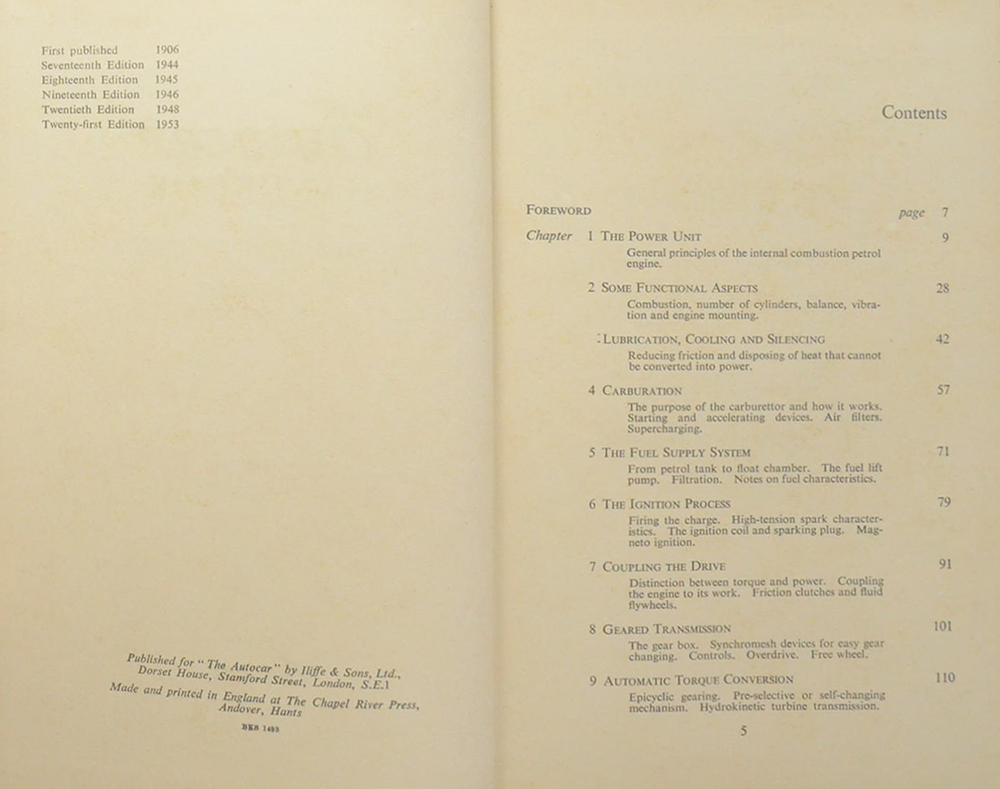 First published 1906
Seventeenth Edition 1944
Eighteenth Edition 1945
Nineteenth Edition 1946
Twentieth Edition 1948
Twenty-first Edition 1953
Published for "The Autocar" by Iliffe & Sons, Ltd.,
Dorset House, Stamford Street, London, S.E.1
Made and printed in England at The Chapel River Press,
Andover, Hants
BKB 1493
Contents
FOREWORD page 7
Chapter 1 THE POWER UNIT 9
General principles of the internal combustion petrol
engine.
2 SOME FUNCTIONAL ASPECTS 28
Combustion, number of cylinders, balance, vibra-
tion and engine mounting.
LUBRICATION, COOLING AND SILENCING 42
Reducing friction and disposing of heat that cannot
be converted into power.
4 CARBURATION 57
The purpose of the carburettor and how it works.
Starting and accelerating devices. Air filters.
Supercharging.
5 THE FUEL SUPPLY SYSTEM 71
From petrol tank to float chamber. The fuel lift
pump. Filtration. Notes on fuel characteristics.
6 THE IGNITION PROCESS 79
Firing the charge. High-tension spark character-
istics. The ignition coil and sparking plug. Mag-
neto ignition.
7 COUPLING THE DRIVE 91
Distinction between torque and power. Coupling
the engine to its work. Friction clutches and fluid
flywheels.
8 GEARED TRANSMISSION 101
The gear box. Synchromesh devices for easy gear
changing. Controls. Overdrive. Free wheel.
9 AUTOMATIC TORQUE CONVERSION 110
Epicyclic gearing. Pre-selective or self-changing
mechanism. Hydrokinetic turbine transmission.
5